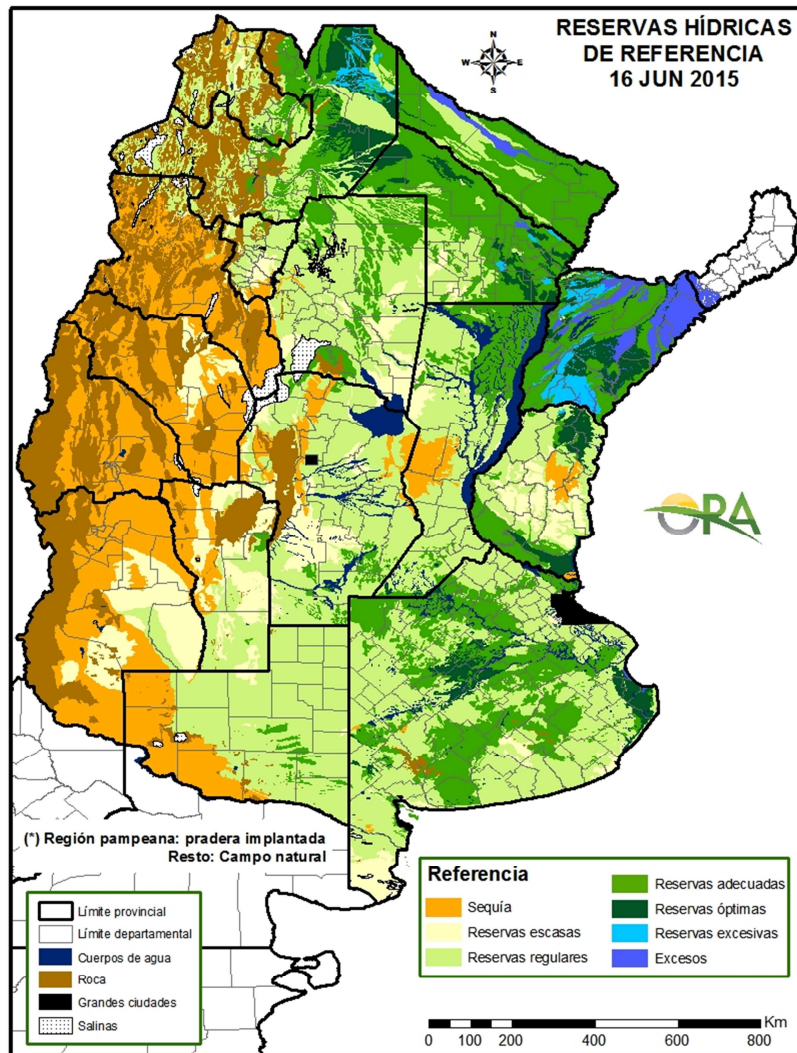 RESERVAS HÍDRICAS
DE REFERENCIA
16 JUN 2015
N
W
E
S
ORA
(*) Región pampeana: pradera implantada
Resto: Campo natural
Límite provincial
Límite departamental
Cuerpos de agua
Roca
Grandes ciudades
Salinas
Referencia
Sequía
Reservas escasas
Reservas regulares
Reservas adecuadas
Reservas óptimas
Reservas excesivas
Excesos
Km
0 100 200 400 600 800